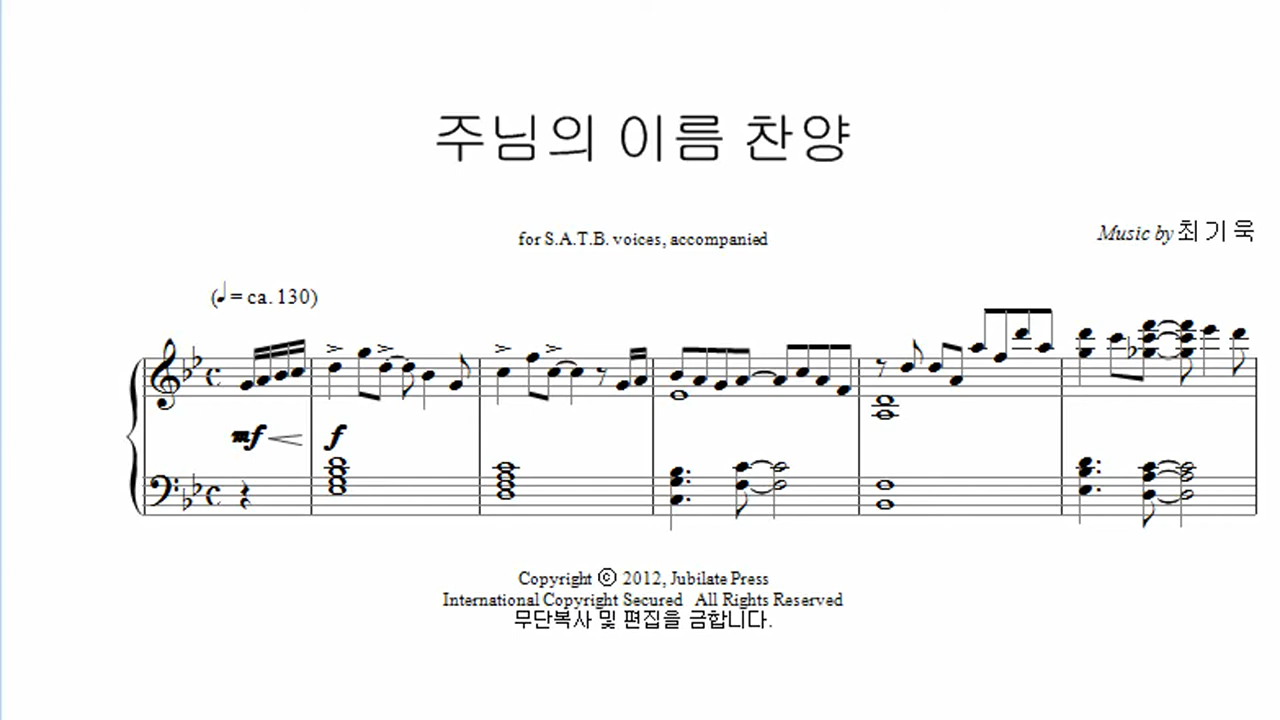 주님의 이름 찬양
for S.A.T.B. voices, accompanied
Music by 최기욱
(♩= ca. 130)
mf f
Copyright © 2012, Jubilate Press
International Copyright Secured All Rights Reserved
무단복사 및 편집을 금합니다.